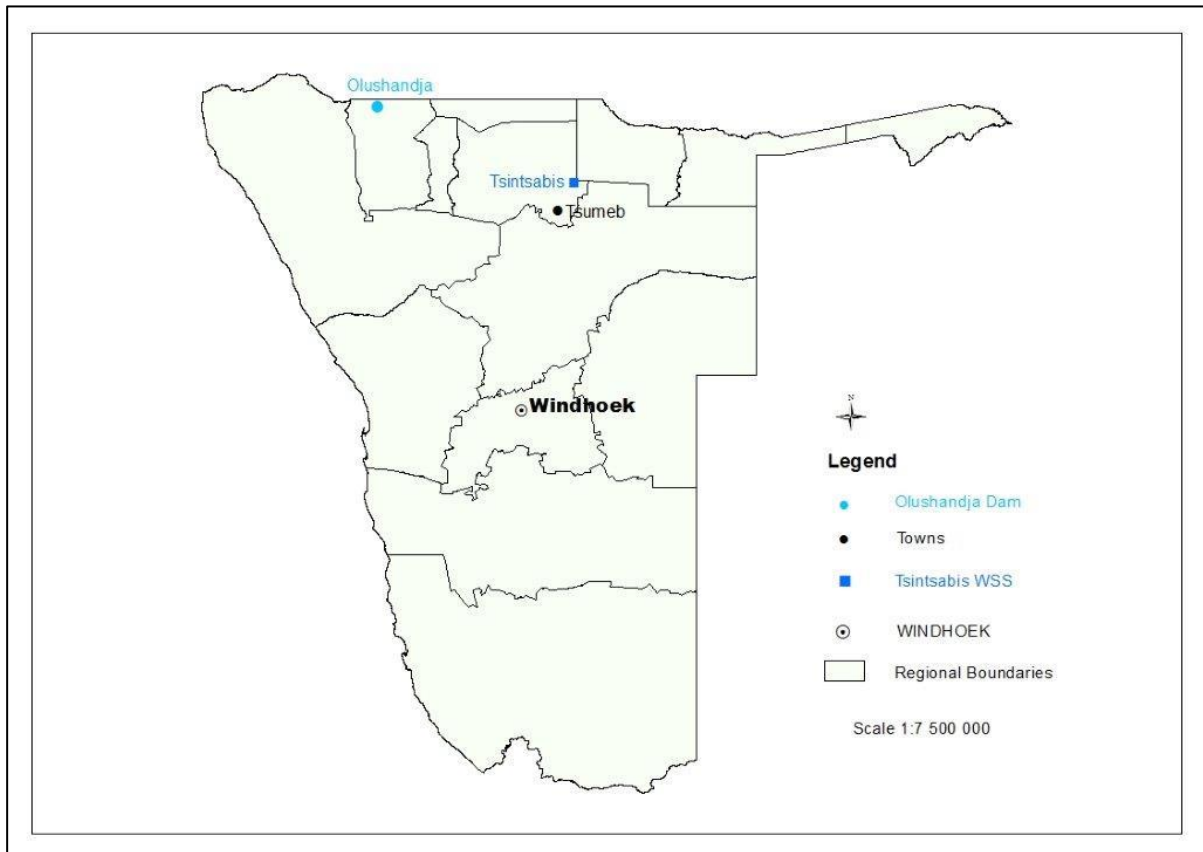 Olushandja
Tsintsabis
Tsumeb
Windhoek
N
Legend
Olushandja Dam
Towns
Tsintsabis WSS
WINDHOEK
Regional Boundaries
Scale 1:7 500 000